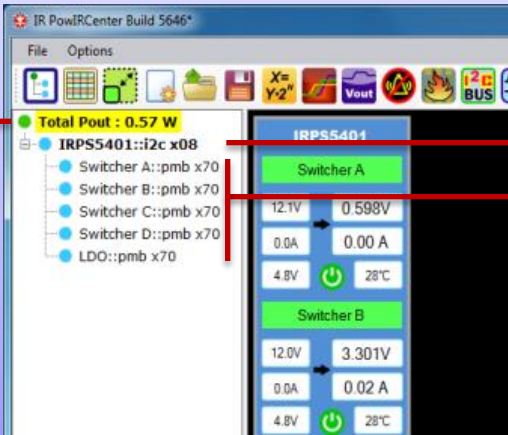 IR PowIRCenter Build 5646*
File Options
X=
Y-2"
Vout
I2C
BUS
Total Pout : 0.57 W
IRPS5401::i2c x08
Switcher A::pmb x70
Switcher B::pmb x70
Switcher C::pmb x70
Switcher D::pmb x70
LDO::pmb x70
IRPS5401
Switcher A
12.1V 0.598V
0.0A 0.00 A
4.8V 28°C
Switcher B
12.0V 3.301V
0.0A 0.02 A
4.8V 28°C